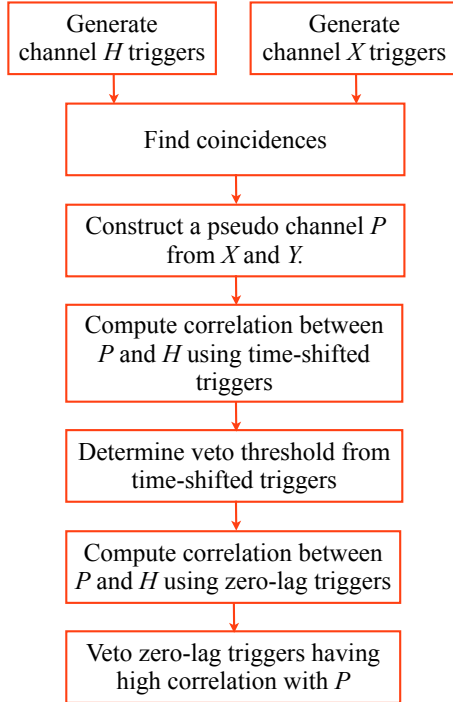 Generate
channel H triggers
Generate
channel X triggers
Find coincidences
Construct a pseudo channel P
from X and Y.
Compute correlation between
P and H using time-shifted
triggers
Determine veto threshold from
time-shifted triggers
Compute correlation between
P and H using zero-lag triggers
Veto zero-lag triggers having
high correlation with P